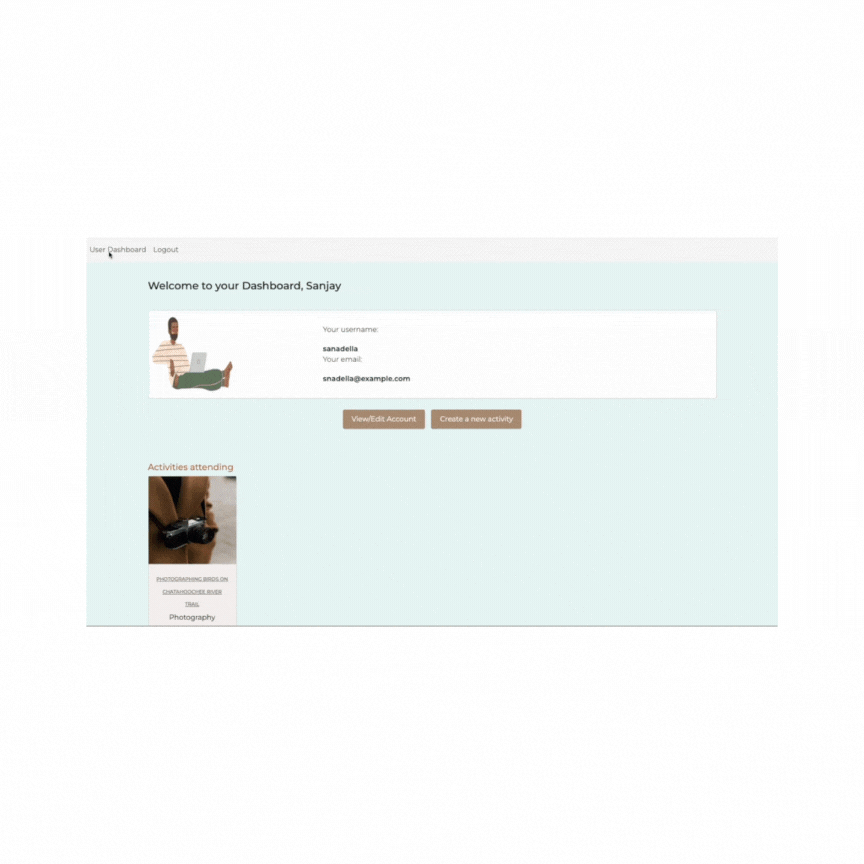 User Dashboard Logout
Welcome to your Dashboard, Sanjay
Your username:
sanadella
Your email:
snadella@example.com
View/Edit Account Create a new activity
Activities attending
PHOTOGRAPHING BIRDS ON
CHATAHOOCHEE RIVER
TRAIL
Photography